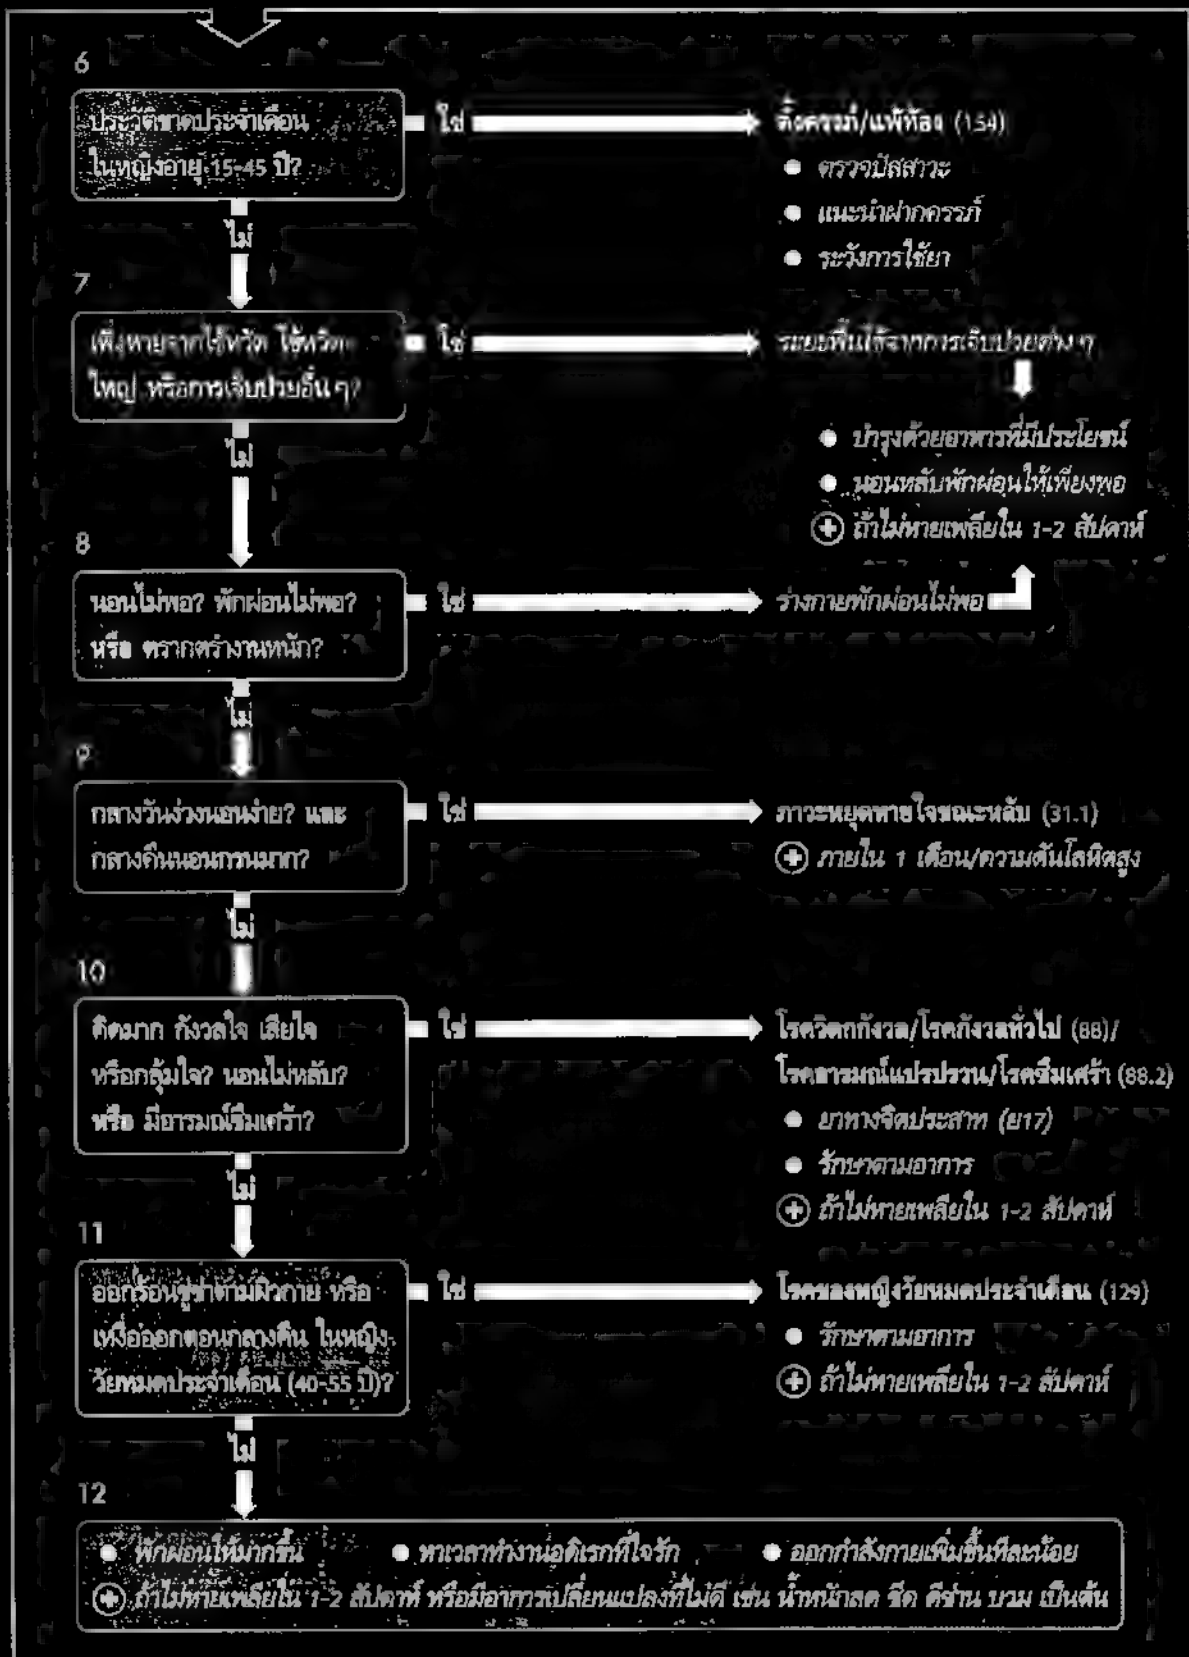 6
ประวัติขาดประจำเดือน
ในหญิงอายุ 15-45 ปี?
ใช่
ตั้งครรภ์/แพ้ท้อง (154)
● ตรวจปัสสาวะ
● แนะนำฝากครรภ์
● ระวังการใช้ยา
ไม่
7
เพิ่งหายจากไข้หวัด ไข้หวัด
ใหญ่ หรือการเจ็บป่วยอื่น ๆ?
ใช่
ระยะฟื้นไข้จากการเจ็บป่วยต่าง ๆ
● บำรุงด้วยอาหารที่มีประโยชน์
● นอนหลับพักผ่อนให้เพียงพอ
⊕ ถ้าไม่หายเพลียใน 1-2 สัปดาห์
ไม่
8
นอนไม่พอ? พักผ่อนไม่พอ?
หรือ ตรากตรำงานหนัก?
ใช่
ร่างกายพักผ่อนไม่พอ
ไม่
9
กลางวันง่วงนอนง่าย? และ
กลางคืนนอนกรนมาก?
ใช่
ภาวะหยุดหายใจขณะหลับ (31.1)
⊕ ภายใน 1 เดือน/ความดันโลหิตสูง
ไม่
10
คิดมาก กังวลใจ เสียใจ
หรือกลุ้มใจ? นอนไม่หลับ?
หรือ มีอารมณ์ซึมเศร้า?
ใช่
โรควิตกกังวล/โรคกังวลทั่วไป (88)/
โรคอารมณ์แปรปรวน/โรคซึมเศร้า (88.2)
● ยาทางจิตประสาท (ย17)
● รักษาตามอาการ
⊕ ถ้าไม่หายเพลียใน 1-2 สัปดาห์
ไม่
11
ออกร้อนซู่ซ่าตามผิวกาย หรือ
เหงื่อออกตอนกลางคืน ในหญิง
วัยหมดประจำเดือน (40-55 ปี)?
ใช่
โรคของหญิงวัยหมดประจำเดือน (129)
● รักษาตามอาการ
⊕ ถ้าไม่หายเพลียใน 1-2 สัปดาห์
ไม่
12
● พักผ่อนให้มากขึ้น ● หาเวลาทำงานอดิเรกที่ใจรัก ● ออกกำลังกายเพิ่มขึ้นทีละน้อย
⊕ ถ้าไม่หายเพลียใน 1-2 สัปดาห์ หรือมีอาการเปลี่ยนแปลงที่ไม่ดี เช่น น้ำหนักลด ซีด ดีซ่าน บวม เป็นต้น